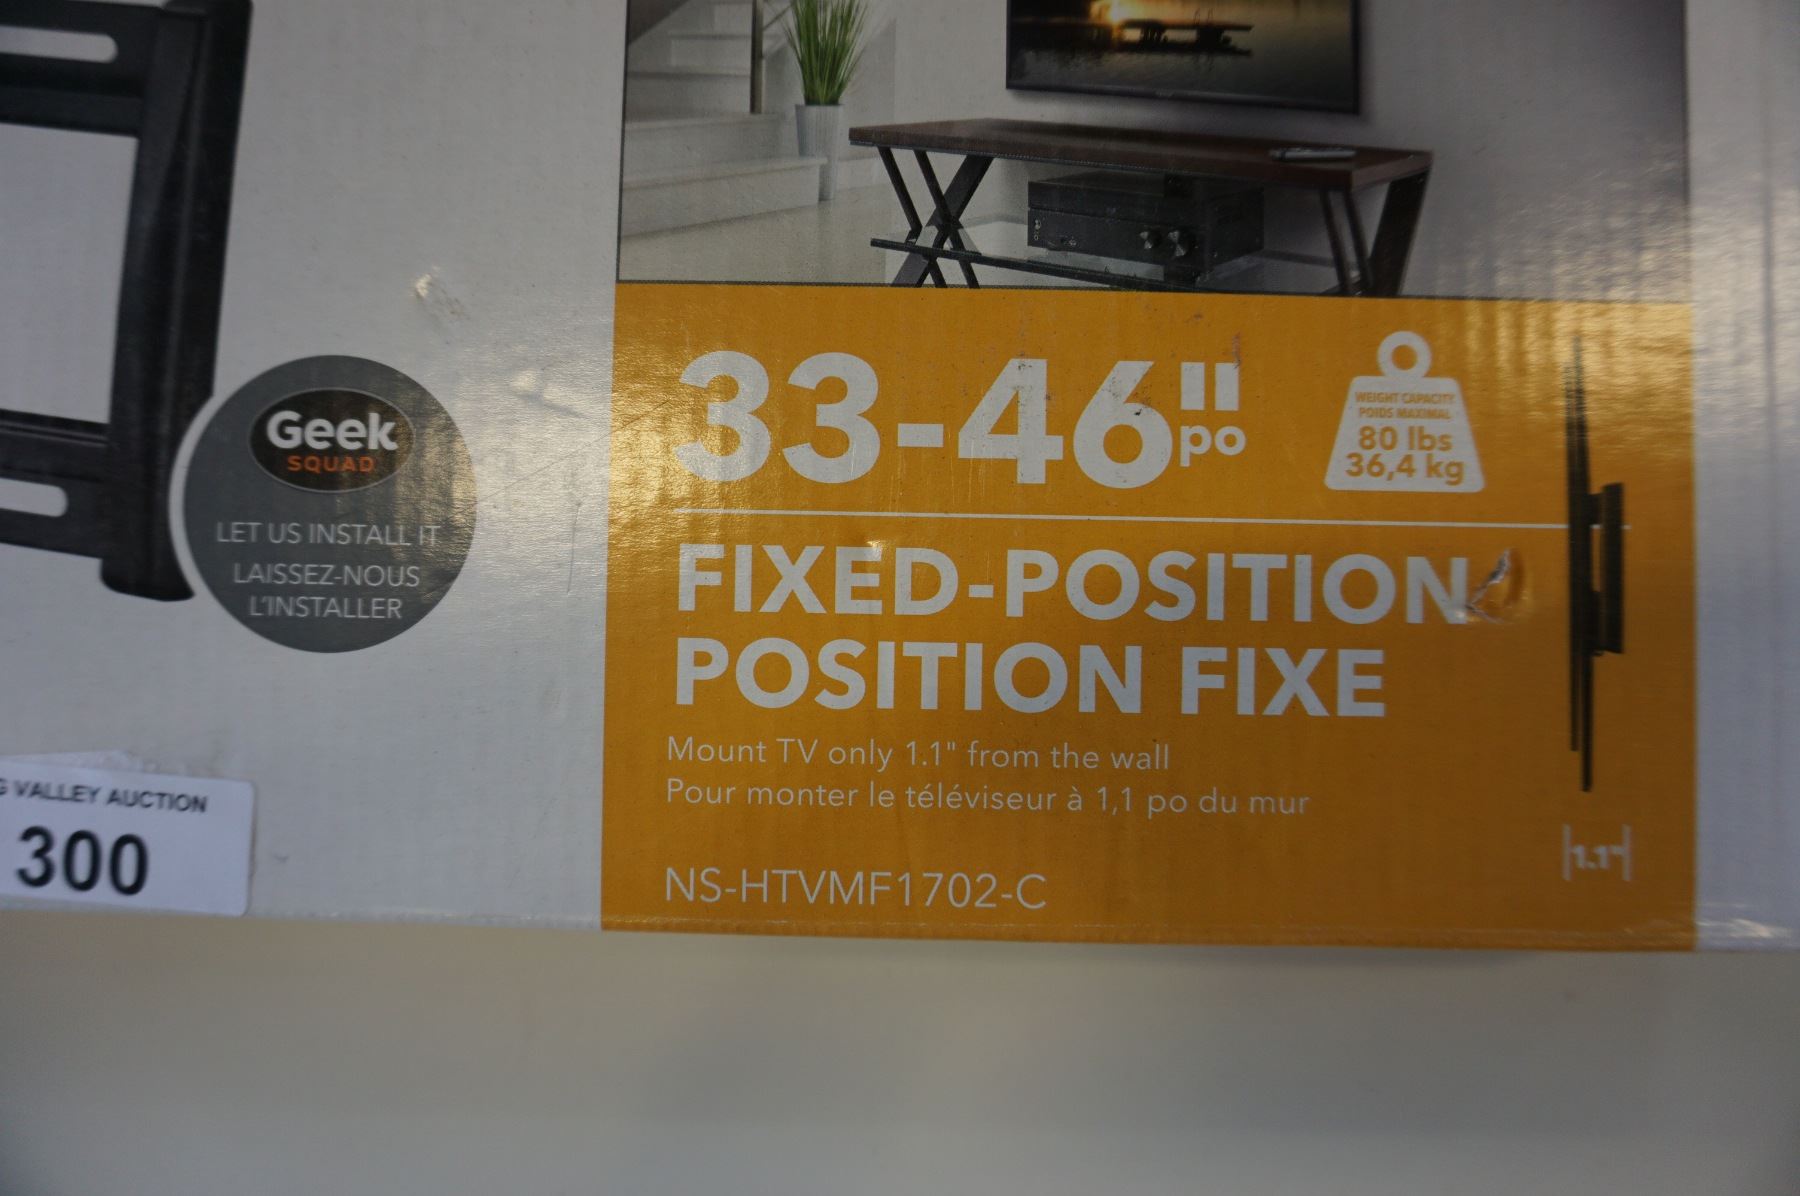 33-46" po
WEIGHT CAPACITY
POIDS MAXIMAL
80 lbs
36,4 kg
Geek
SQUAD
LET US INSTALL IT
LAISSEZ-NOUS
L'INSTALLER
FIXED-POSITION
POSITION FIXE
Mount TV only 1.1" from the wall
Pour monter le téléviseur à 1,1 po du mur
NS-HTVMF1702-C
1.1"
VALLEY AUCTION
300